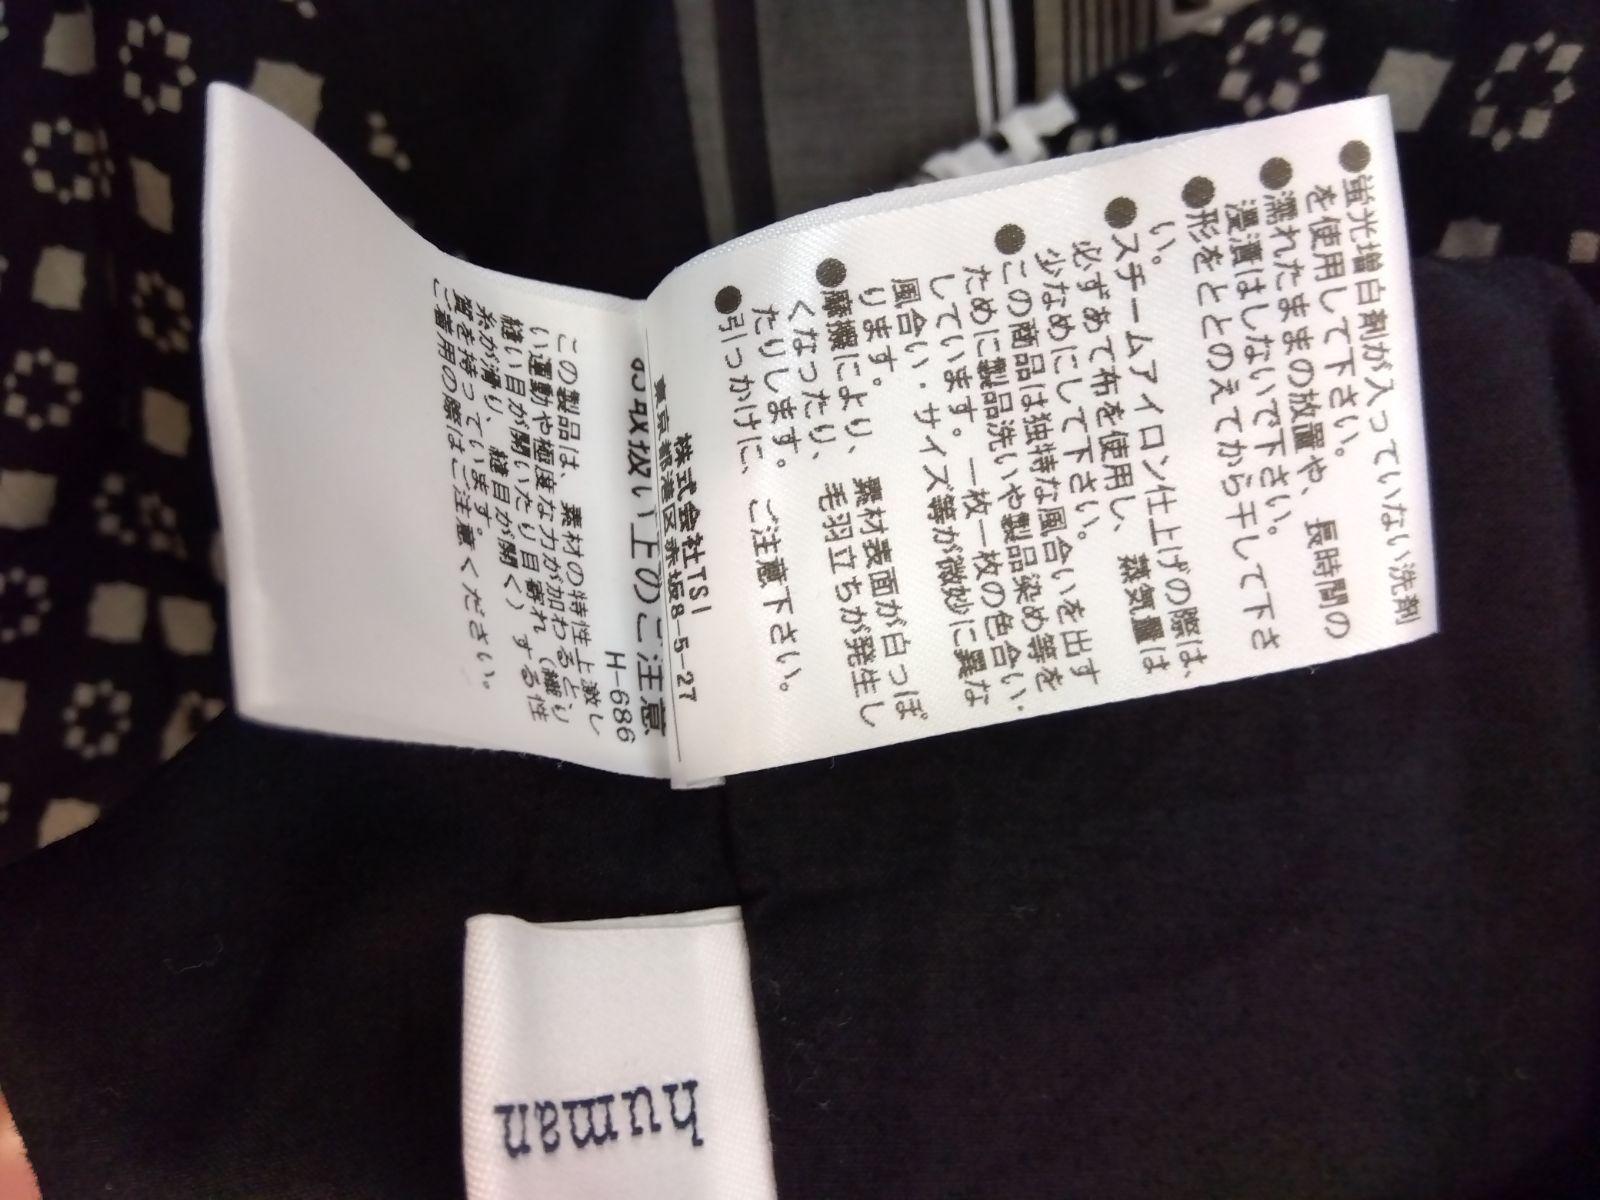 ●蛍光増白剤が入っていない洗剤
を使用して下さい。
●濡れたままの放置や、長時間の
浸漬はしないで下さい。
●形をととのえてから干して下さ
い。
●スチームアイロン仕上げの際は、
必ずあて布を使用し、蒸気量は
少なめにして下さい。
●この商品は独特な風合いを出す
ために製品洗いや製品染め等を
しています。一枚一枚の色合い・
風合い・サイズ等が微妙に異な
ります。
●摩擦により、素材表面が白っぽ
くなったり、毛羽立ちが発生し
たりします。
●引っかけに、ご注意下さい。
株式会社TSI
東京都港区赤坂8-5-27
お取扱い上のご注意
H-686
この製品は、素材の特性上激し
い運動や極度な力が加わると、
縫い目が開いたり目寄れ(繊り
糸が滑り、縫目が開く)する性
質を持っています。
ご着用の際はご注意ください。
human